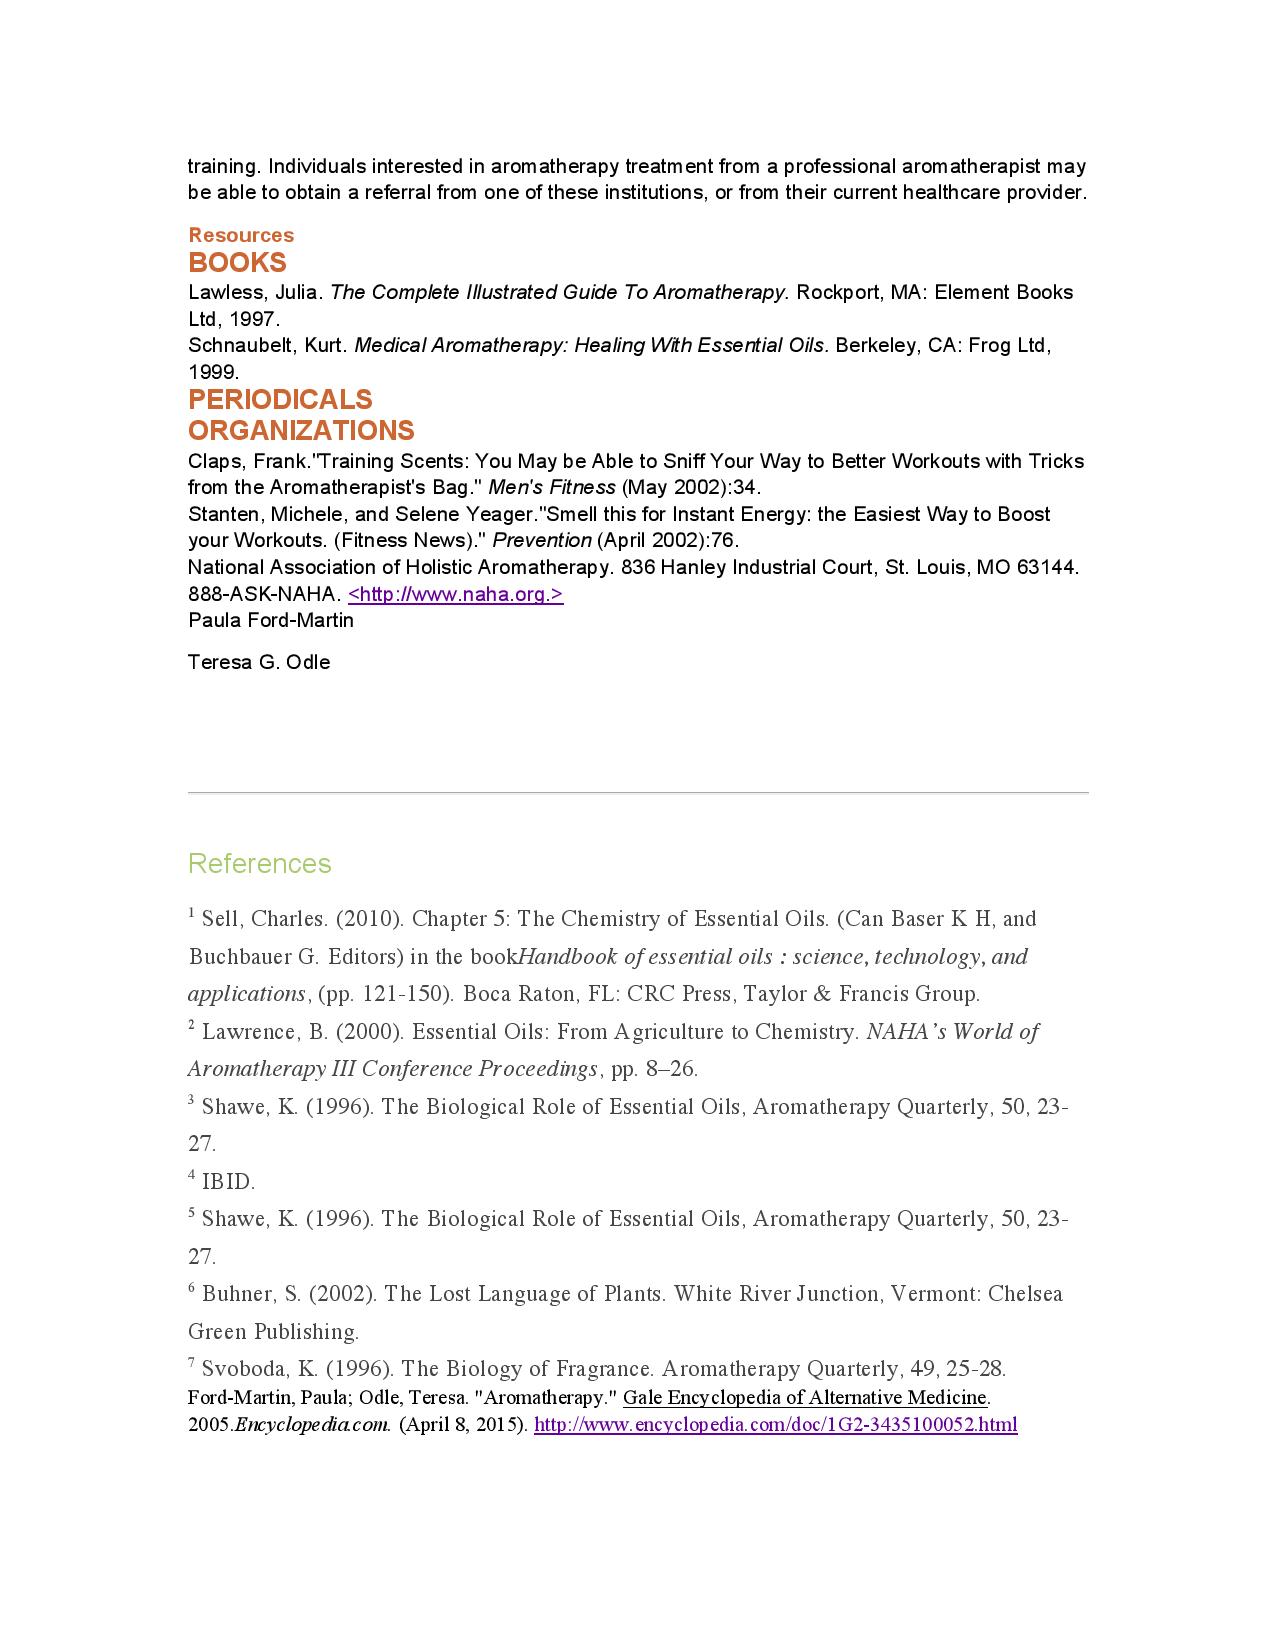 training. Individuals interested in aromatherapy treatment from a professional aromatherapist may
be able to obtain a referral from one of these institutions, or from their current healthcare provider.
Resources
BOOKS
Lawless, Julia. The Complete Illustrated Guide To Aromatherapy. Rockport, MA: Element Books
Ltd, 1997.
Schnaubelt, Kurt. Medical Aromatherapy: Healing With Essential Oils. Berkeley, CA: Frog Ltd,
1999.
PERIODICALS
ORGANIZATIONS
Claps, Frank."Training Scents: You May be Able to Sniff Your Way to Better Workouts with Tricks
from the Aromatherapist's Bag." Men's Fitness (May 2002):34.
Stanten, Michele, and Selene Yeager."Smell this for Instant Energy: the Easiest Way to Boost
your Workouts. (Fitness News)." Prevention (April 2002):76.
National Association of Holistic Aromatherapy. 836 Hanley Industrial Court, St. Louis, MO 63144.
888-ASK-NAHA. <http://www.naha.org.>
Paula Ford-Martin
Teresa G. Odle
References
1 Sell, Charles. (2010). Chapter 5: The Chemistry of Essential Oils. (Can Baser K H, and
Buchbauer G. Editors) in the bookHandbook of essential oils : science, technology, and
applications, (pp. 121-150). Boca Raton, FL: CRC Press, Taylor & Francis Group.
2 Lawrence, B. (2000). Essential Oils: From Agriculture to Chemistry. NAHA’s World of
Aromatherapy III Conference Proceedings, pp. 8–26.
3 Shawe, K. (1996). The Biological Role of Essential Oils, Aromatherapy Quarterly, 50, 23-
27.
4 IBID.
5 Shawe, K. (1996). The Biological Role of Essential Oils, Aromatherapy Quarterly, 50, 23-
27.
6 Buhner, S. (2002). The Lost Language of Plants. White River Junction, Vermont: Chelsea
Green Publishing.
7 Svoboda, K. (1996). The Biology of Fragrance. Aromatherapy Quarterly, 49, 25-28.
Ford-Martin, Paula; Odle, Teresa. "Aromatherapy." Gale Encyclopedia of Alternative Medicine.
2005.Encyclopedia.com. (April 8, 2015). http://www.encyclopedia.com/doc/1G2-3435100052.html